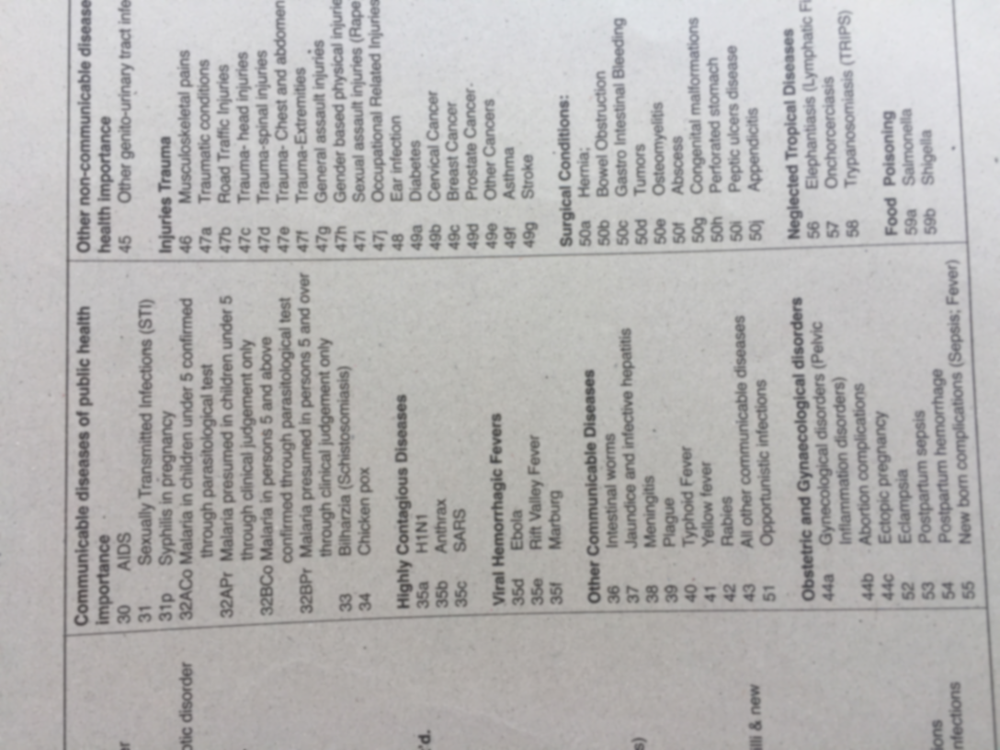 otic disorder
'd.
s)
illi & new
ions
nfections
Communicable diseases of public health
importance
30 AIDS
31 Sexually Transmitted Infections (STI)
31p Syphilis in pregnancy
32ACo Malaria in children under 5 confirmed
through parasitological test
32APr Malaria presumed in children under 5
through clinical judgement only
32BCo Malaria in persons 5 and above
confirmed through parasitological test
32BPr Malaria presumed in persons 5 and over
through clinical judgement only
33 Bilharzia (Schistosomiasis)
34 Chicken pox
Highly Contagious Diseases
35a H1N1
35b Anthrax
35c SARS
Viral Hemorrhagic Fevers
35d Ebola
35e Rift Valley Fever
35f Marburg
Other Communicable Diseases
36 Intestinal worms
37 Jaundice and infective hepatitis
38 Meningitis
39 Plague
40 Typhoid Fever
41 Yellow fever
42 Rabies
43 All other communicable diseases
51 Opportunistic infections
Obstetric and Gynaecological disorders
44a Gynecological disorders (Pelvic
Inflammation disorders)
44b Abortion complications
44c Ectopic pregnancy
52 Eclampsia
53 Postpartum sepsis
54 Postpartum hemorrhage
55 New born complications (Sepsis; Fever)
Other non-communicable disease
health importance
45 Other genito-urinary tract infe
Injuries Trauma
46 Musculoskeletal pains
47a Traumatic conditions
47b Road Traffic Injuries
47c Trauma- head injuries
47d Trauma-spinal injuries
47e Trauma- Chest and abdomen
47f Trauma-Extremities
47g General assault injuries
47h Gender based physical injurie
47i Sexual assault injuries (Rape
47j Occupational Related Injuries
48 Ear infection
49a Diabetes
49b Cervical Cancer
49c Breast Cancer
49d Prostate Cancer
49e Other Cancers
49f Asthma
49g Stroke
Surgical Conditions:
50a Hernia;
50b Bowel Obstruction
50c Gastro Intestinal Bleeding
50d Tumors
50e Osteomyelitis
50f Abscess
50g Congenital malformations
50h Perforated stomach
50I Peptic ulcers disease
50j Appendicitis
Neglected Tropical Diseases
56 Elephantiasis (Lymphatic Fi
57 Onchorcerciasis
58 Trypanosomiasis (TRIPS)
Food Poisoning
59a Salmonella
59b Shigella